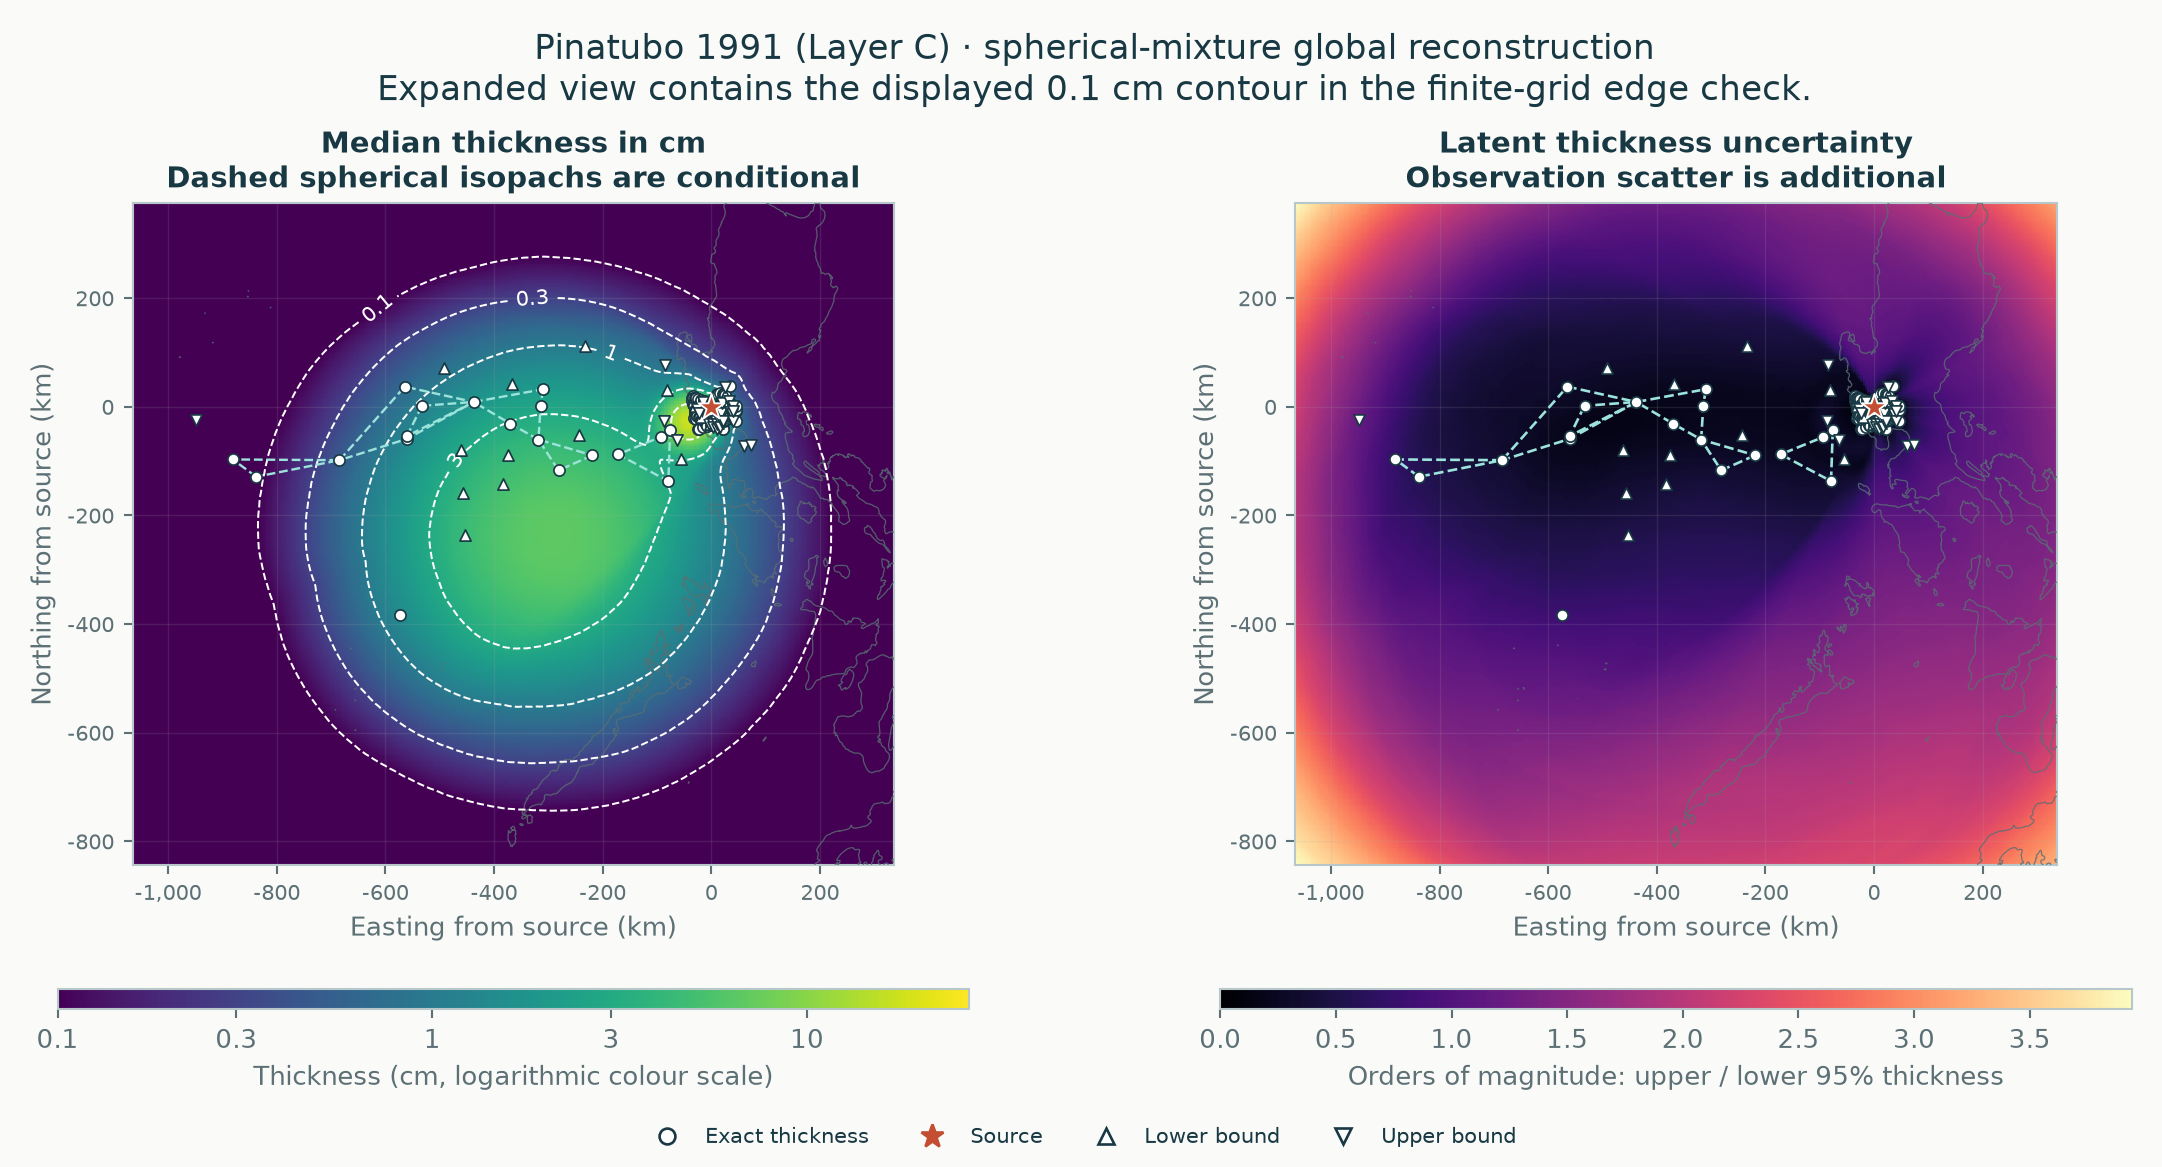 Pinatubo 1991 (Layer C) · spherical-mixture global reconstruction
Expanded view contains the displayed 0.1 cm contour in the finite-grid edge check.
Median thickness in cm
Dashed spherical isopachs are conditional
0.1
0.3
1
3
200
0
-200
-400
-600
-800
Northing from source (km)
-1,000
-800
-600
-400
-200
0
200
Easting from source (km)
0.1
0.3
1
3
10
Thickness (cm, logarithmic colour scale)
Latent thickness uncertainty
Observation scatter is additional
200
0
-200
-400
-600
-800
Northing from source (km)
-1,000
-800
-600
-400
-200
0
200
Easting from source (km)
0.0
0.5
1.0
1.5
2.0
2.5
3.0
3.5
Orders of magnitude: upper / lower 95% thickness
Exact thickness
Source
Lower bound
Upper bound